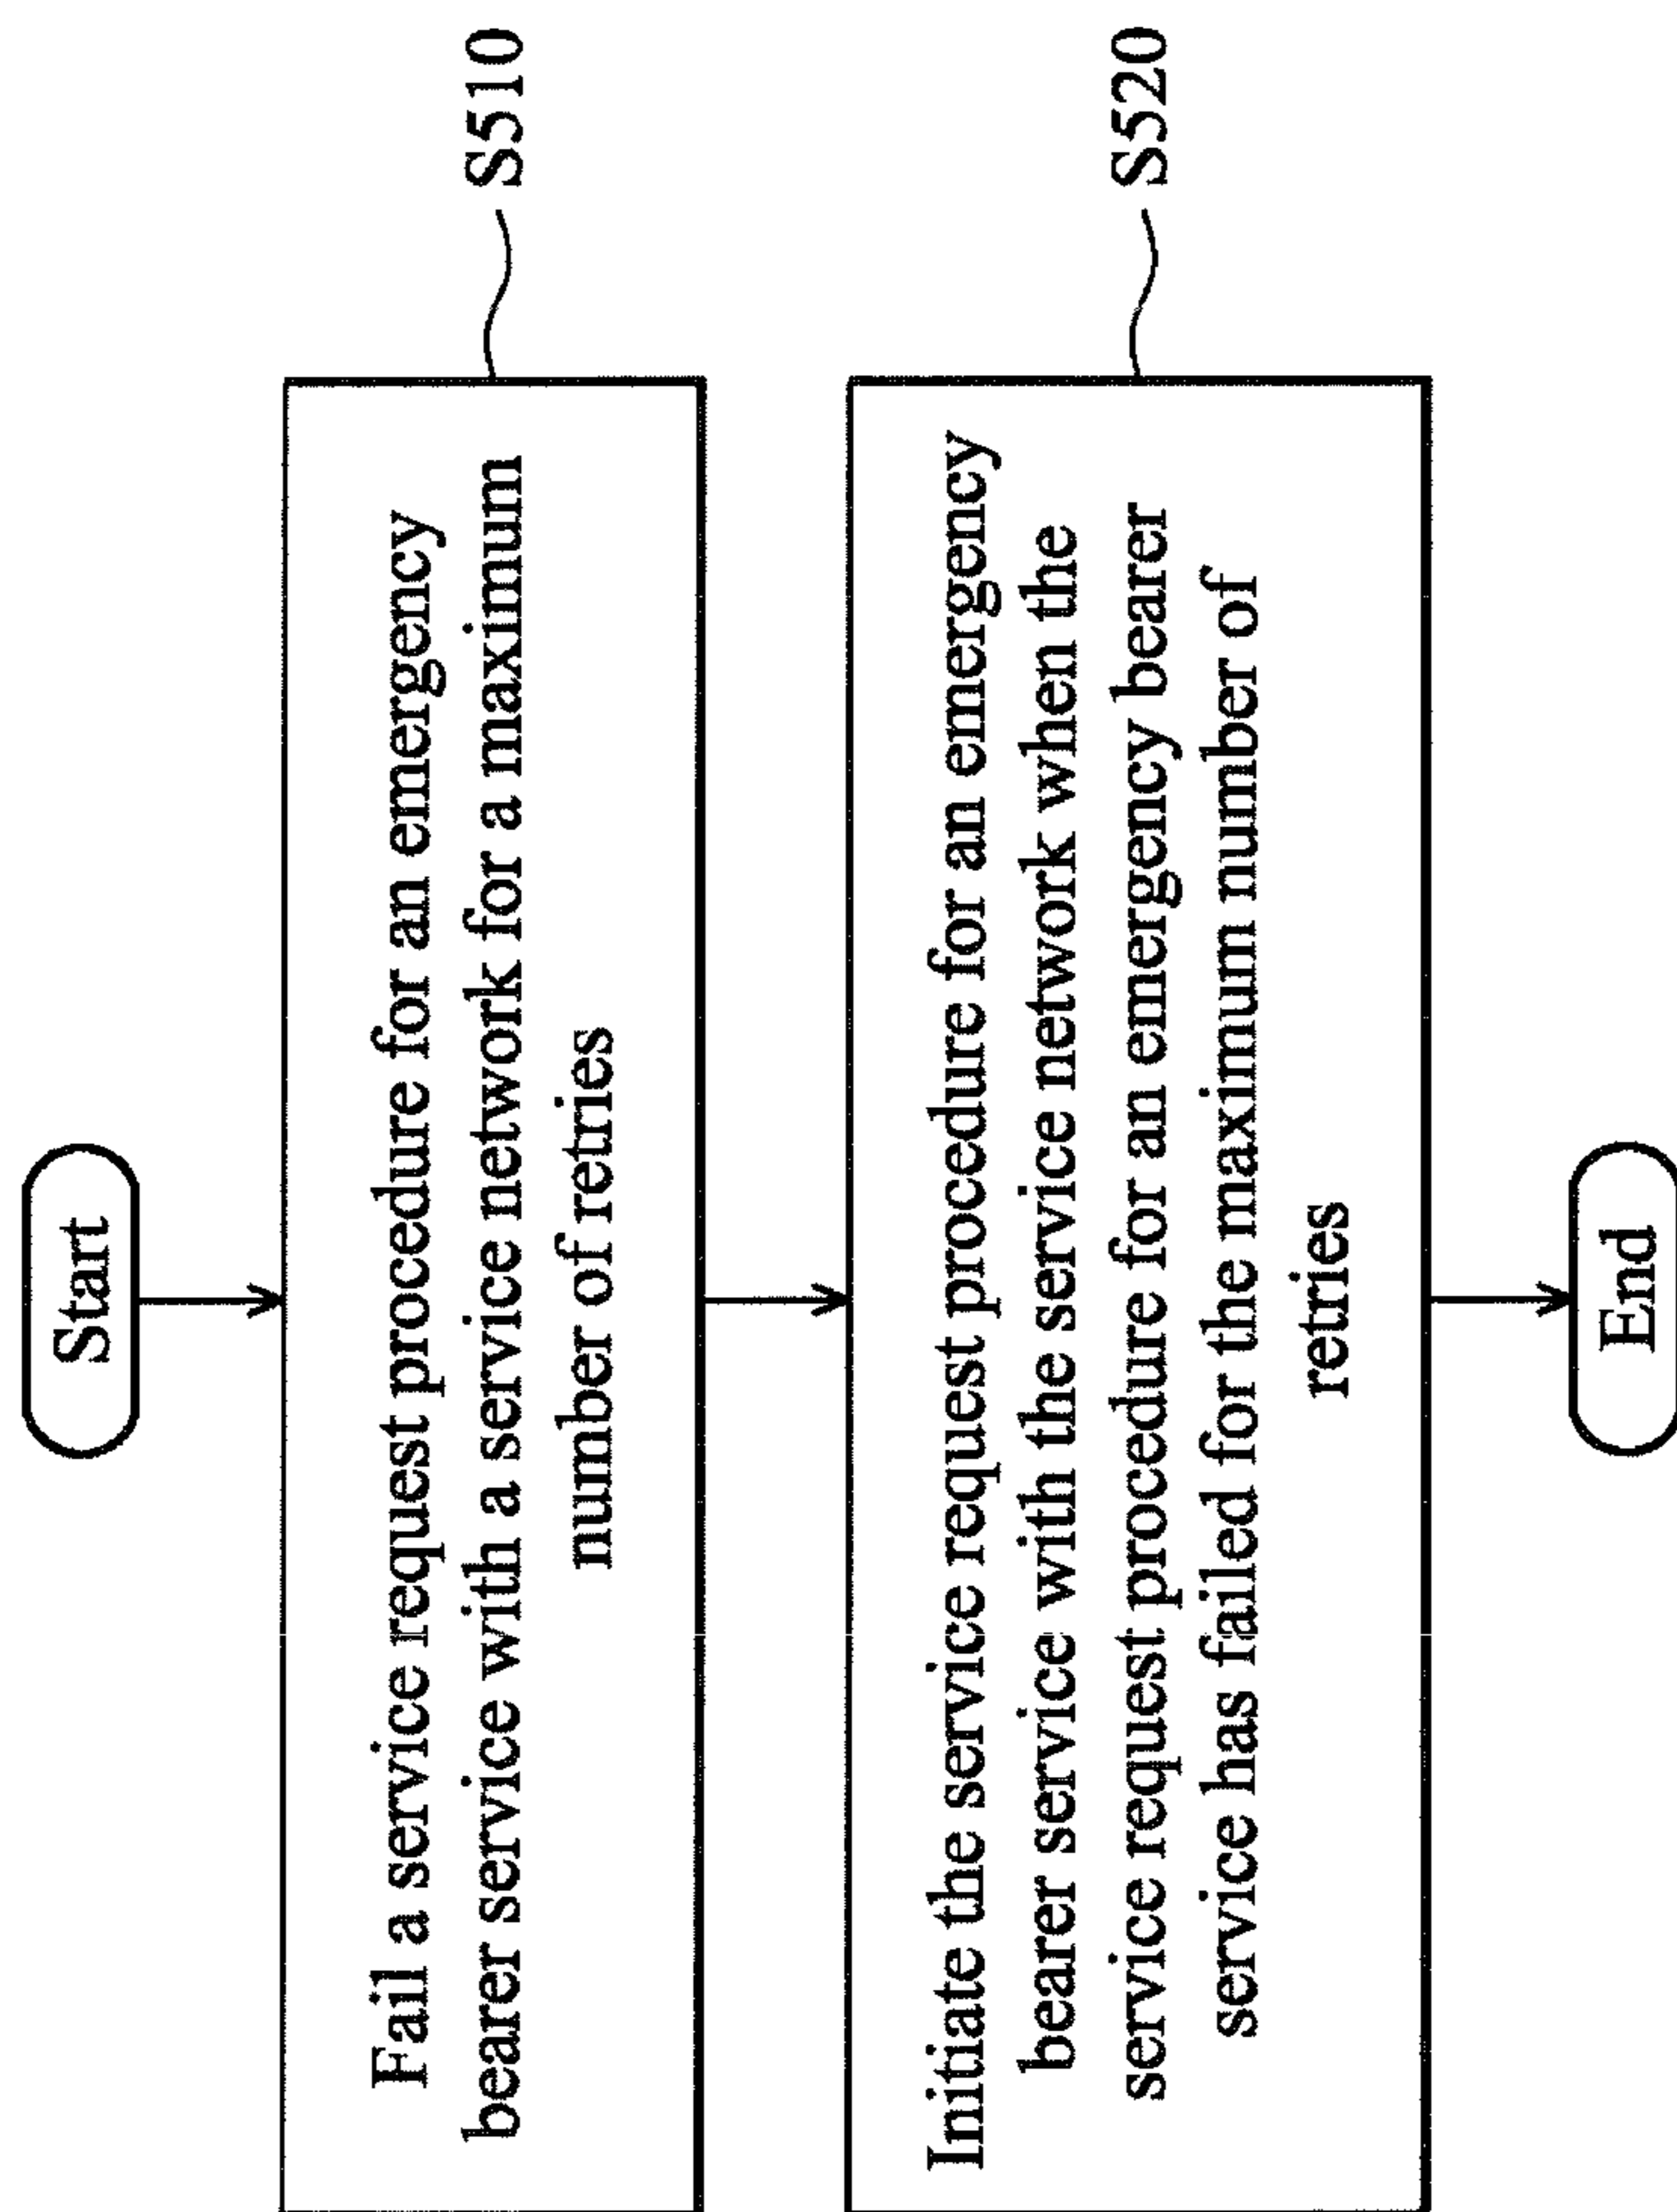 Start
Fail a service request procedure for an emergency
bearer service with a service network for a maximum
number of retries
S510
Initiate the service request procedure for an emergency
bearer service with the service network when the
service request procedure for an emergency bearer
service has failed for the maximum number of
retries
S520
End